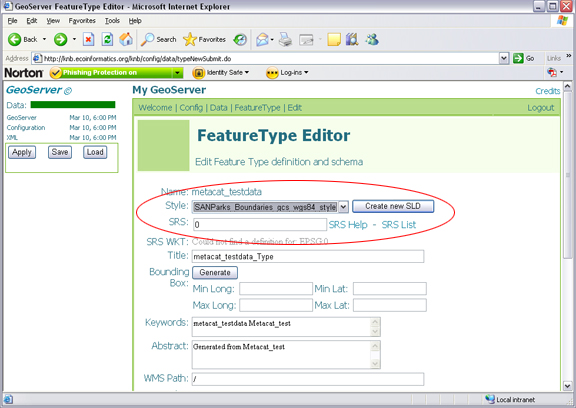 GeoServer FeatureType Editor - Microsoft Internet Explorer
File Edit View Favorites Tools Help
Back Search Favorites
Address http://knb.ecoinformatics.org/knb/config/data/typeNewSubmit.do Go Links
Norton Phishing Protection on Identity Safe Log-ins
GeoServer ©
My GeoServer Credits
Data:
Welcome | Config | Data | FeatureType | Edit Logout
GeoServer Mar 10, 6:00 PM
Configuration Mar 10, 6:00 PM
XML Mar 10, 6:00 PM
Apply Save Load
FeatureType Editor
Edit Feature Type definition and schema
Name: metacat_testdata
Style: SANParks_Boundaries_gcs_wgs84_style Create new SLD
SRS: 0 SRS Help - SRS List
SRS WKT: Could not find a definition for: EPSG:0
Title: metacat_testdata_Type
Bounding Box: Generate
Min Long: Min Lat:
Max Long: Max Lat:
Keywords: metacat_testdata Metacat_test
Abstract: Generated from Metacat_test
WMS Path: /
Local intranet